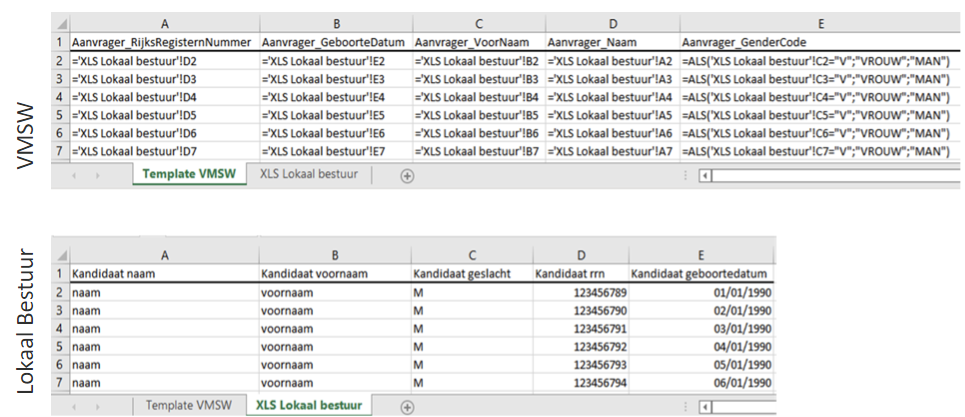 VMSW
A B C D E
1 Aanvrager_RijksRegisternNummer Aanvrager_GeboorteDatum Aanvrager_VoorNaam Aanvrager_Naam Aanvrager_GenderCode
2 ='XLS Lokaal bestuur'!D2 ='XLS Lokaal bestuur'!E2 ='XLS Lokaal bestuur'!B2 ='XLS Lokaal bestuur'!A2 =ALS('XLS Lokaal bestuur'!C2="V";"VROUW";"MAN")
3 ='XLS Lokaal bestuur'!D3 ='XLS Lokaal bestuur'!E3 ='XLS Lokaal bestuur'!B3 ='XLS Lokaal bestuur'!A3 =ALS('XLS Lokaal bestuur'!C3="V";"VROUW";"MAN")
4 ='XLS Lokaal bestuur'!D4 ='XLS Lokaal bestuur'!E4 ='XLS Lokaal bestuur'!B4 ='XLS Lokaal bestuur'!A4 =ALS('XLS Lokaal bestuur'!C4="V";"VROUW";"MAN")
5 ='XLS Lokaal bestuur'!D5 ='XLS Lokaal bestuur'!E5 ='XLS Lokaal bestuur'!B5 ='XLS Lokaal bestuur'!A5 =ALS('XLS Lokaal bestuur'!C5="V";"VROUW";"MAN")
6 ='XLS Lokaal bestuur'!D6 ='XLS Lokaal bestuur'!E6 ='XLS Lokaal bestuur'!B6 ='XLS Lokaal bestuur'!A6 =ALS('XLS Lokaal bestuur'!C6="V";"VROUW";"MAN")
7 ='XLS Lokaal bestuur'!D7 ='XLS Lokaal bestuur'!E7 ='XLS Lokaal bestuur'!B7 ='XLS Lokaal bestuur'!A7 =ALS('XLS Lokaal bestuur'!C7="V";"VROUW";"MAN")
Template VMSW XLS Lokaal bestuur
Lokaal Bestuur
A B C D E
1 Kandidaat naam Kandidaat voornaam Kandidaat geslacht Kandidaat rrn Kandidaat geboortedatum
2 naam voornaam M 123456789 01/01/1990
3 naam voornaam M 123456790 02/01/1990
4 naam voornaam M 123456791 03/01/1990
5 naam voornaam M 123456792 04/01/1990
6 naam voornaam M 123456793 05/01/1990
7 naam voornaam M 123456794 06/01/1990
Template VMSW XLS Lokaal bestuur